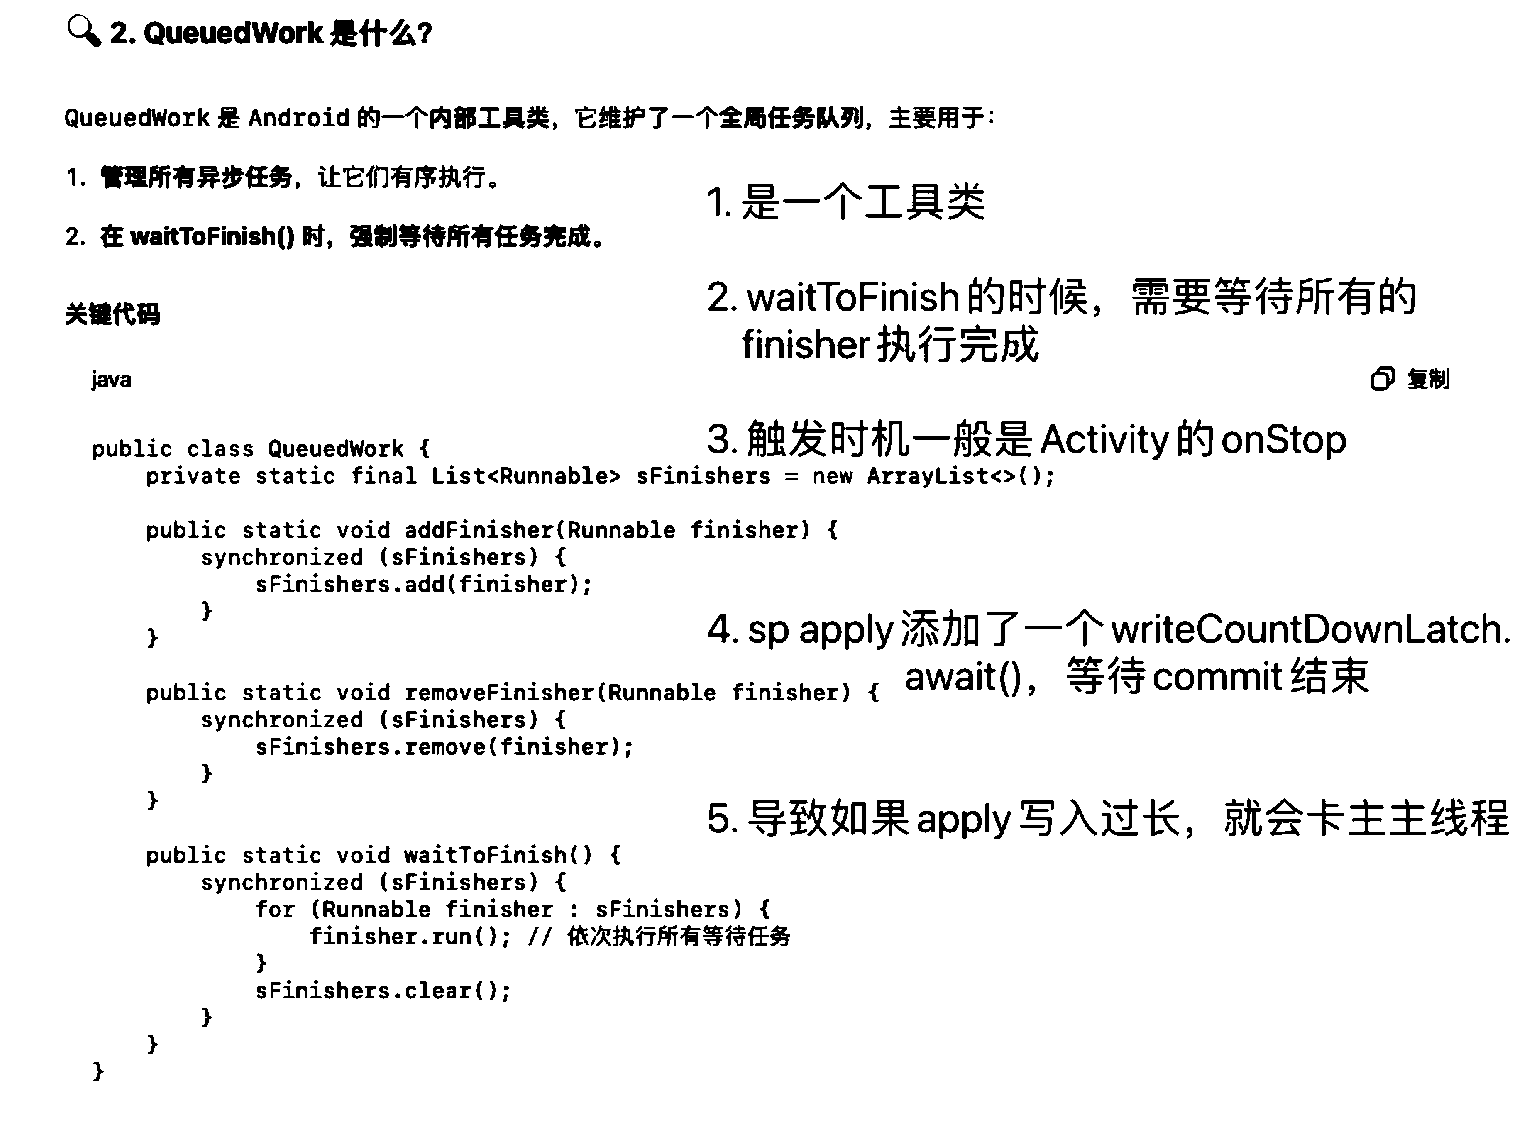 🔍 2. QueuedWork 是什么?
QueuedWork 是 Android 的一个内部工具类，它维护了一个全局任务队列，主要用于：
1. 管理所有异步任务，让它们有序执行。
2. 在 waitToFinish() 时，强制等待所有任务完成。
关键代码
java
复制
public class QueuedWork {
    private static final List<Runnable> sFinishers = new ArrayList<>();
    public static void addFinisher(Runnable finisher) {
        synchronized (sFinishers) {
            sFinishers.add(finisher);
        }
    }
    public static void removeFinisher(Runnable finisher) {
        synchronized (sFinishers) {
            sFinishers.remove(finisher);
        }
    }
    public static void waitToFinish() {
        synchronized (sFinishers) {
            for (Runnable finisher : sFinishers) {
                finisher.run(); // 依次执行所有等待任务
            }
            sFinishers.clear();
        }
    }
}
1. 是一个工具类
2. waitToFinish 的时候，需要等待所有的
finisher 执行完成
3. 触发时机一般是 Activity 的 onStop
4. sp apply 添加了一个 writeCountDownLatch.
await()，等待 commit 结束
5. 导致如果 apply 写入过长，就会卡主主线程